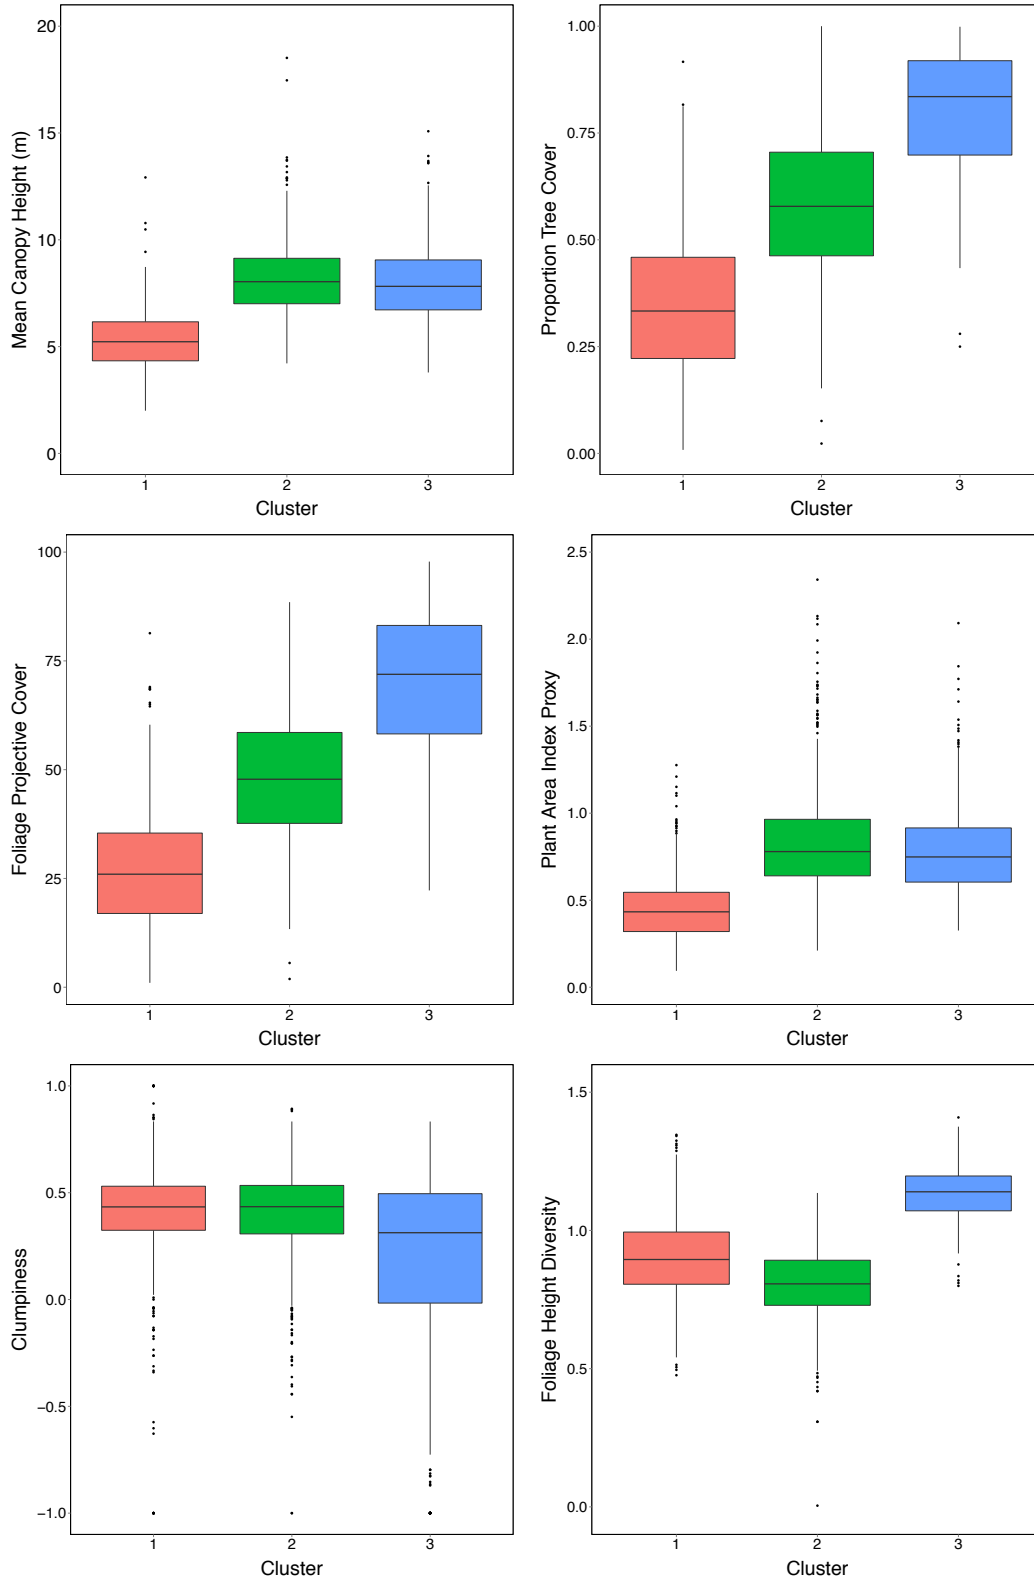 Mean Canopy Height (m)
20
15
10
5
0
1 2 3
Cluster
Proportion Tree Cover
1.00
0.75
0.50
0.25
0.00
1 2 3
Cluster
Foliage Projective Cover
100
75
50
25
0
1 2 3
Cluster
Plant Area Index Proxy
2.5
2.0
1.5
1.0
0.5
0.0
1 2 3
Cluster
Clumpiness
1.0
0.5
0.0
−0.5
−1.0
1 2 3
Cluster
Foliage Height Diversity
1.5
1.0
0.5
0.0
1 2 3
Cluster